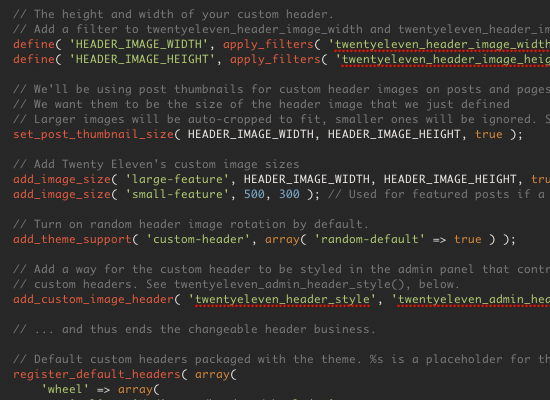 // The height and width of your custom header.
// Add a filter to twentyeleven_header_image_width and twentyeleven_header_im
define( 'HEADER_IMAGE_WIDTH', apply_filters( 'twentyeleven_header_image_width
define( 'HEADER_IMAGE_HEIGHT', apply_filters( 'twentyeleven_header_image_heig
// We'll be using post thumbnails for custom header images on posts and pages
// We want them to be the size of the header image that we just defined
// Larger images will be auto-cropped to fit, smaller ones will be ignored. S
set_post_thumbnail_size( HEADER_IMAGE_WIDTH, HEADER_IMAGE_HEIGHT, true );
// Add Twenty Eleven's custom image sizes
add_image_size( 'large-feature', HEADER_IMAGE_WIDTH, HEADER_IMAGE_HEIGHT, tru
add_image_size( 'small-feature', 500, 300 ); // Used for featured posts if a
// Turn on random header image rotation by default.
add_theme_support( 'custom-header', array( 'random-default' => true ) );
// Add a way for the custom header to be styled in the admin panel that contr
// custom headers. See twentyeleven_admin_header_style(), below.
add_custom_image_header( 'twentyeleven_header_style', 'twentyeleven_admin_hea
// ... and thus ends the changeable header business.
// Default custom headers packaged with the theme. %s is a placeholder for th
register_default_headers( array(
'wheel' => array(